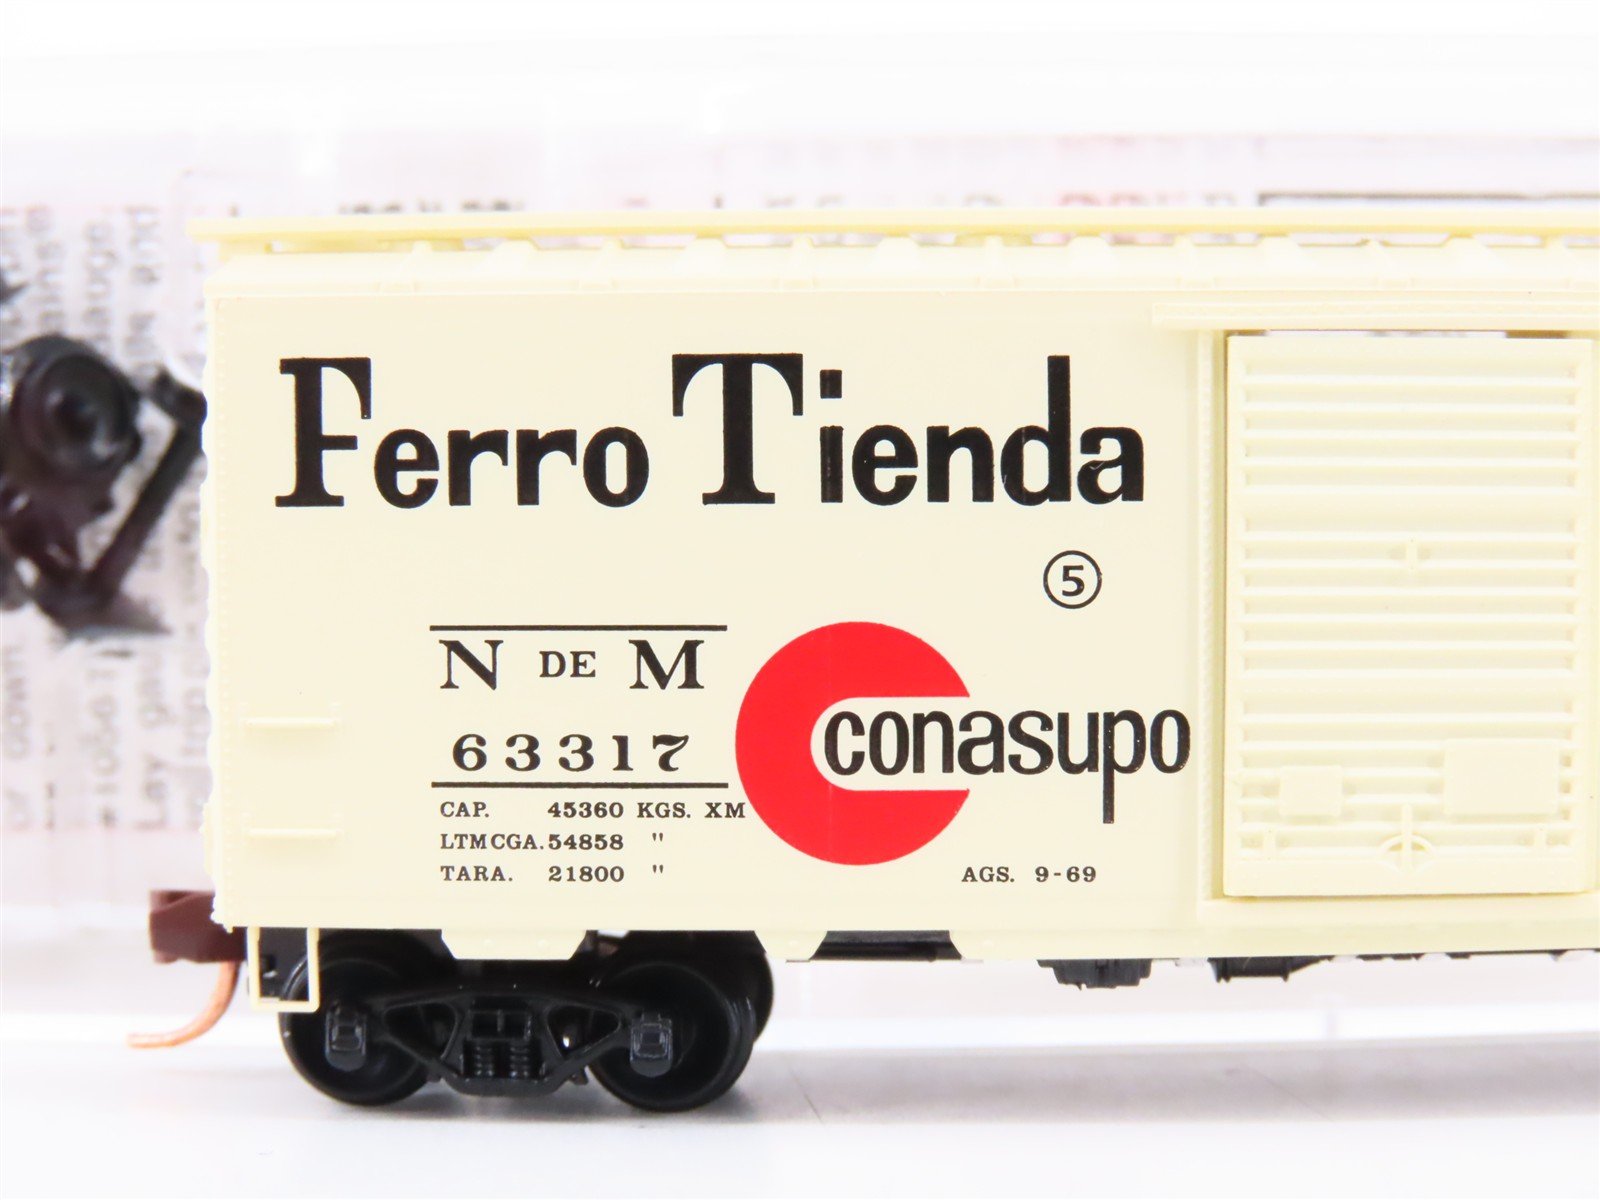 Ferro Tienda
5
N DE M
63317
conasupo
CAP. 45360 KGS. XM
LTMCGA. 54858 "
TARA. 21800 "
AGS. 9-69